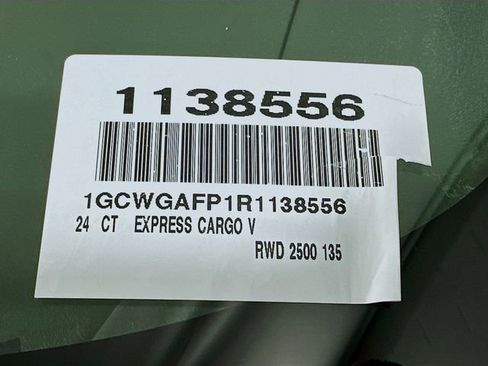 1138556
1GCWGAFP1R1138556
24 CT EXPRESS CARGO V
RWD 2500 135